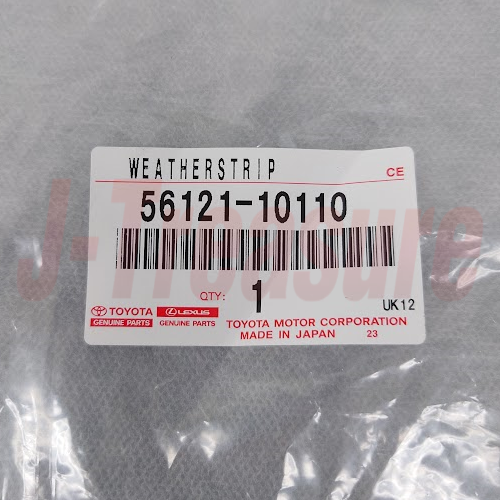 WEATHERSTRIP
CE
56121-10110
QTY: 1
UK12
TOYOTA LEXUS
GENUINE PARTS GENUINE PARTS
TOYOTA MOTOR CORPORATION
MADE IN JAPAN 23
J-Treasure